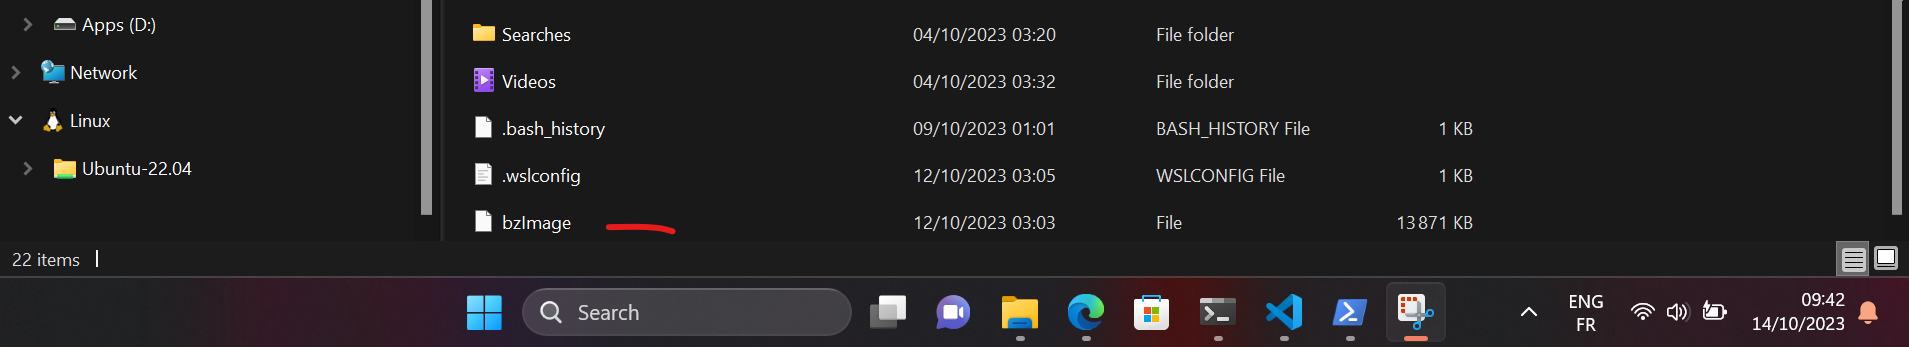 Apps (D:)
Network
Linux
Ubuntu-22.04
Searches 04/10/2023 03:20 File folder
Videos 04/10/2023 03:32 File folder
.bash_history 09/10/2023 01:01 BASH_HISTORY File 1 KB
.wslconfig 12/10/2023 03:05 WSLCONFIG File 1 KB
bzImage 12/10/2023 03:03 File 13 871 KB
22 items
Search
ENG
FR
09:42
14/10/2023